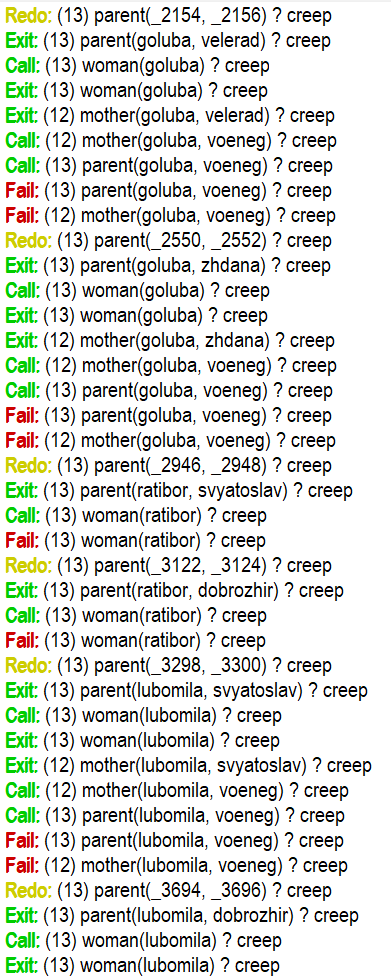 Redo: (13) parent(_2154, _2156) ? creep
Exit: (13) parent(goluba, velerad) ? creep
Call: (13) woman(goluba) ? creep
Exit: (13) woman(goluba) ? creep
Exit: (12) mother(goluba, velerad) ? creep
Call: (12) mother(goluba, voeneg) ? creep
Call: (13) parent(goluba, voeneg) ? creep
Fail: (13) parent(goluba, voeneg) ? creep
Fail: (12) mother(goluba, voeneg) ? creep
Redo: (13) parent(_2550, _2552) ? creep
Exit: (13) parent(goluba, zhdana) ? creep
Call: (13) woman(goluba) ? creep
Exit: (13) woman(goluba) ? creep
Exit: (12) mother(goluba, zhdana) ? creep
Call: (12) mother(goluba, voeneg) ? creep
Call: (13) parent(goluba, voeneg) ? creep
Fail: (13) parent(goluba, voeneg) ? creep
Fail: (12) mother(goluba, voeneg) ? creep
Redo: (13) parent(_2946, _2948) ? creep
Exit: (13) parent(ratibor, svyatoslav) ? creep
Call: (13) woman(ratibor) ? creep
Fail: (13) woman(ratibor) ? creep
Redo: (13) parent(_3122, _3124) ? creep
Exit: (13) parent(ratibor, dobrozhir) ? creep
Call: (13) woman(ratibor) ? creep
Fail: (13) woman(ratibor) ? creep
Redo: (13) parent(_3298, _3300) ? creep
Exit: (13) parent(lubomila, svyatoslav) ? creep
Call: (13) woman(lubomila) ? creep
Exit: (13) woman(lubomila) ? creep
Exit: (12) mother(lubomila, svyatoslav) ? creep
Call: (12) mother(lubomila, voeneg) ? creep
Call: (13) parent(lubomila, voeneg) ? creep
Fail: (13) parent(lubomila, voeneg) ? creep
Fail: (12) mother(lubomila, voeneg) ? creep
Redo: (13) parent(_3694, _3696) ? creep
Exit: (13) parent(lubomila, dobrozhir) ? creep
Call: (13) woman(lubomila) ? creep
Exit: (13) woman(lubomila) ? creep